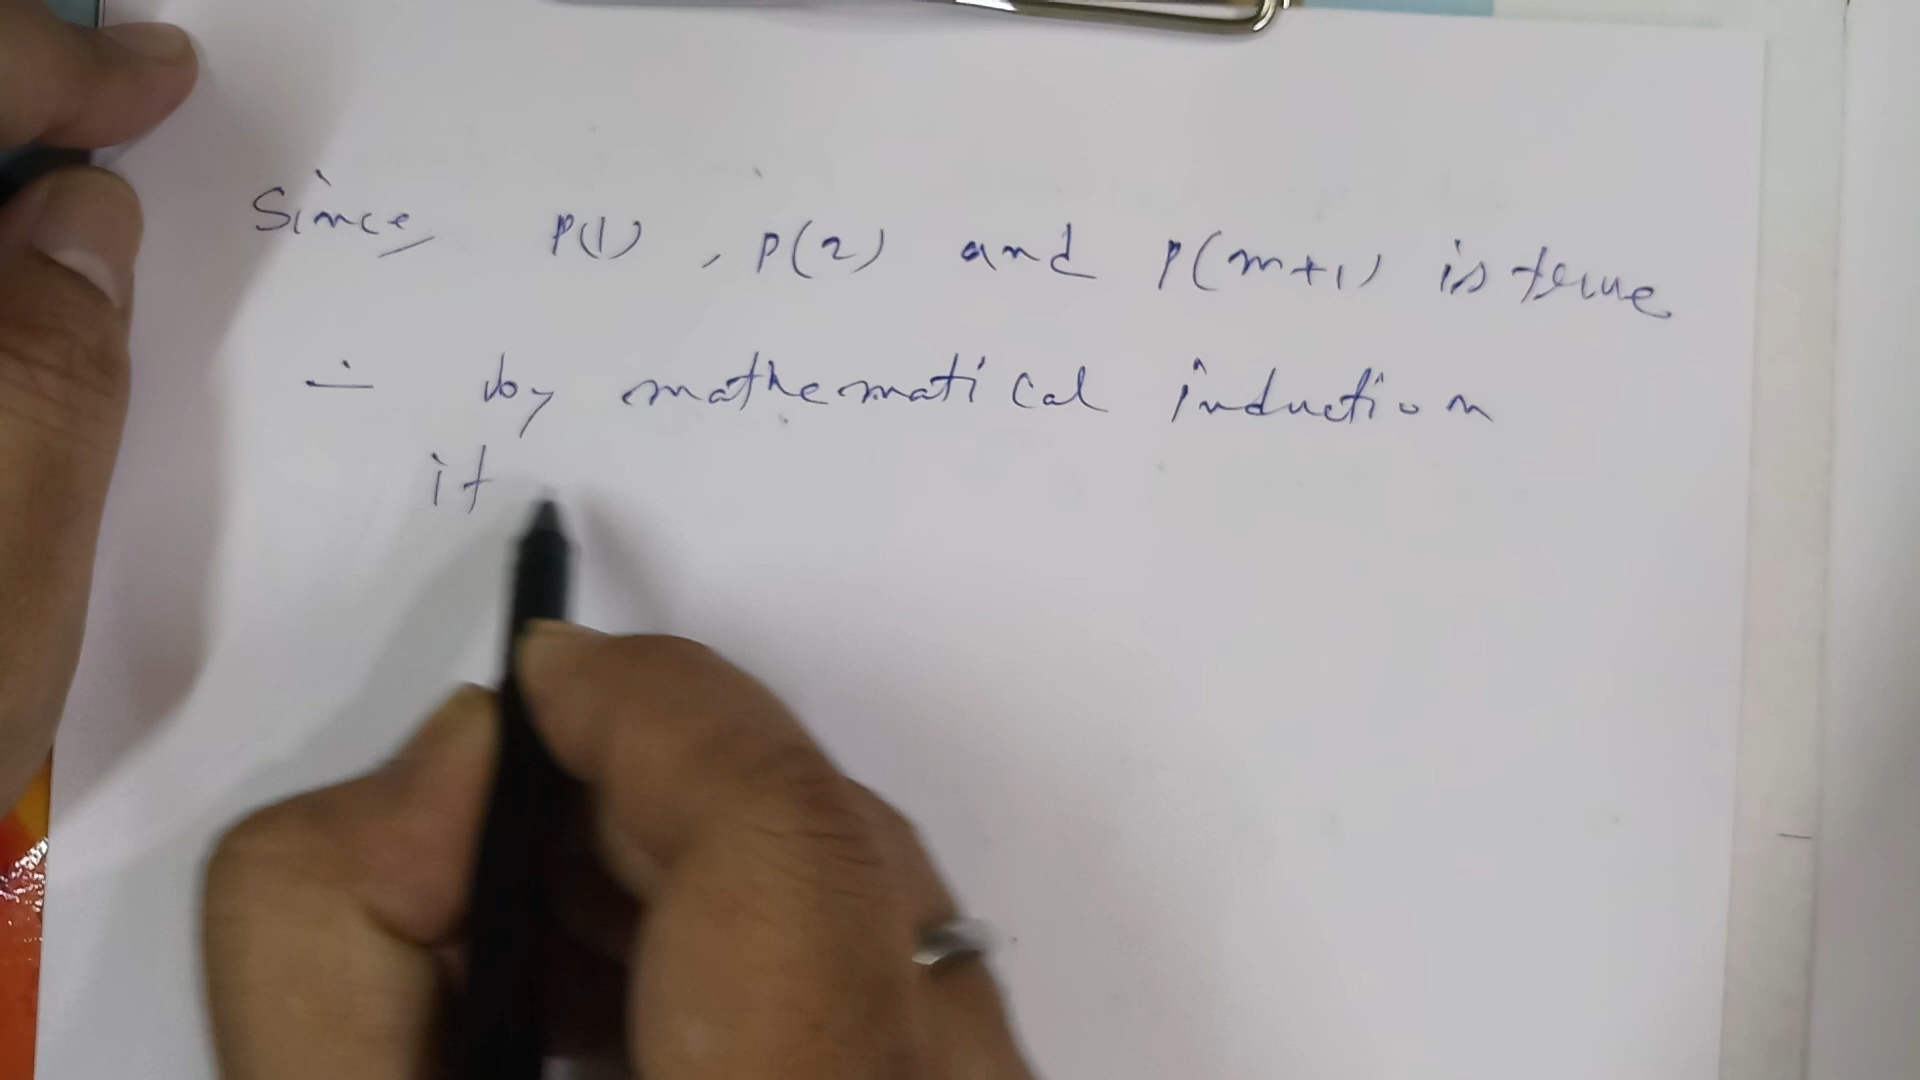 Since P(1), P(2) and P(m+1) is true
∴ by mathematical induction
it